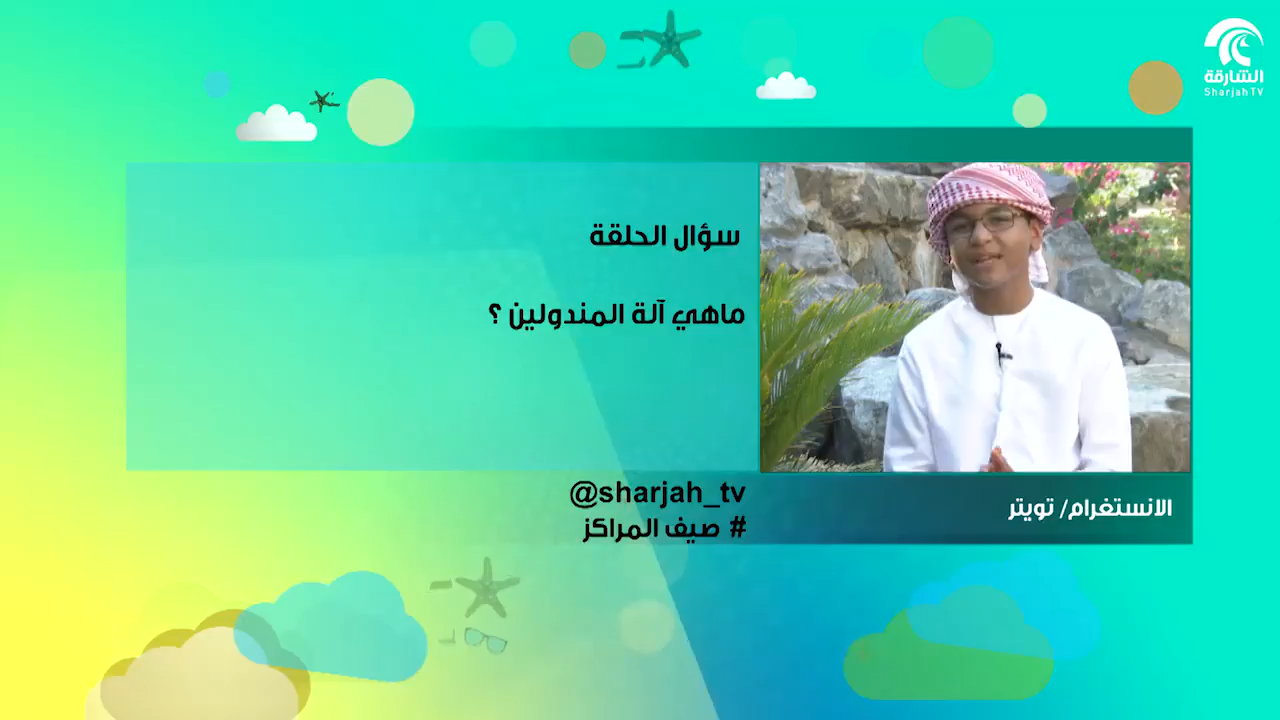 الشارقة
SharjahTV
سؤال الحلقة
ماهي آلة المندولين ؟
الانستغرام/ تويتر
@sharjah_tv
# صيف المراكز